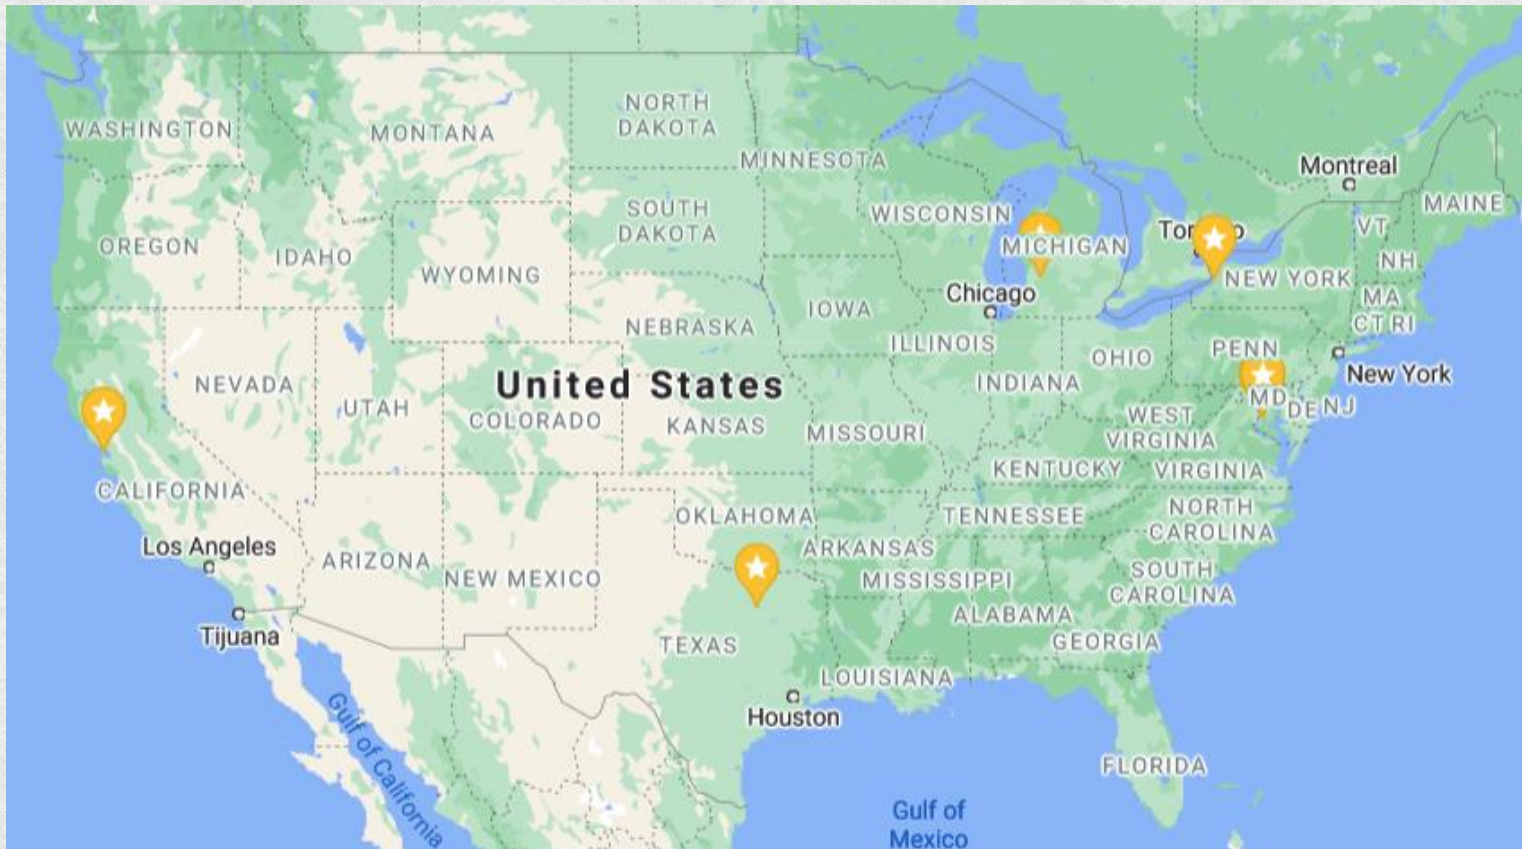 WASHINGTON
MONTANA
NORTH
DAKOTA
MINNESOTA
Montreal
MAINE
OREGON
IDAHO
WYOMING
SOUTH
DAKOTA
WISCONSIN
MICHIGAN
VT
NH
NEW YORK
MA
CT RI
Chicago
IOWA
NEBRASKA
ILLINOIS
INDIANA
OHIO
PENN
New York
NEVADA
UTAH
United States
COLORADO
KANSAS
MISSOURI
WEST
VIRGINIA
MD
DE NJ
KENTUCKY
VIRGINIA
CALIFORNIA
Los Angeles
ARIZONA
NEW MEXICO
OKLAHOMA
ARKANSAS
TENNESSEE
NORTH
CAROLINA
MISSISSIPPI
SOUTH
CAROLINA
ALABAMA
GEORGIA
Tijuana
TEXAS
LOUISIANA
Houston
FLORIDA
Gulf of California
Gulf of
Mexico